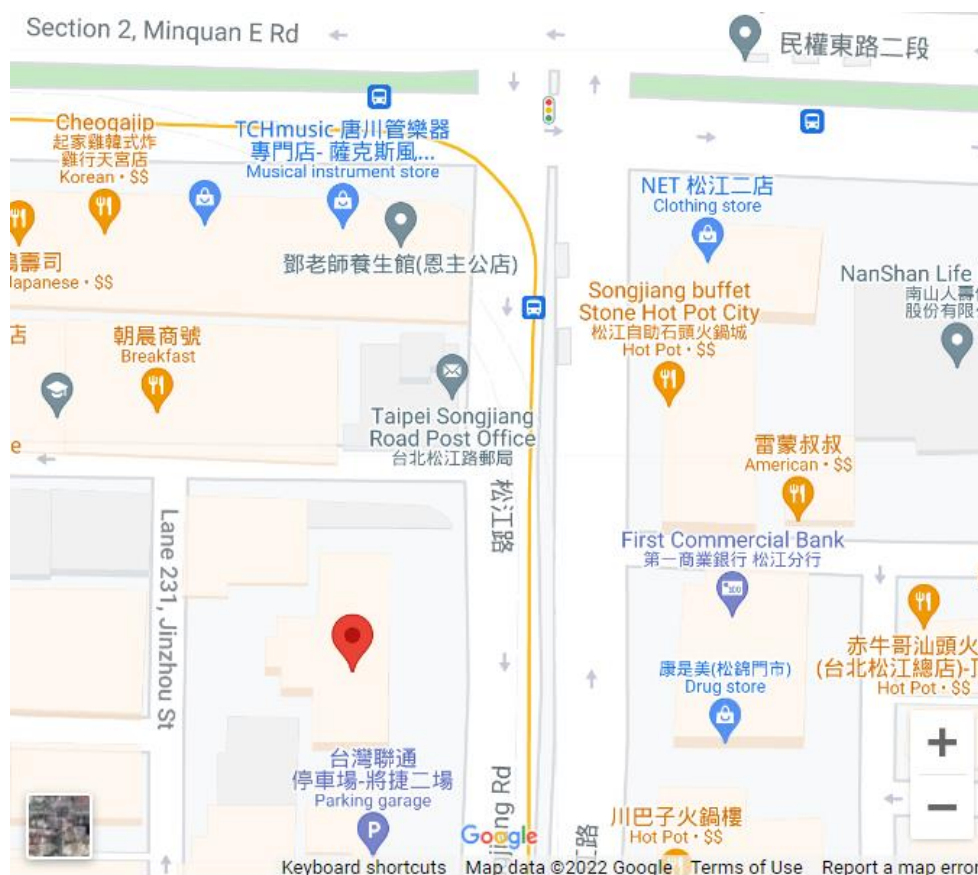 Section 2, Minquan E Rd
民權東路二段
Cheogajip
起家雞韓式炸
雞行天宮店
Korean • $$
TCHmusic 唐川管樂器
專門店- 薩克斯風...
Musical instrument store
NET 松江二店
Clothing store
壽司
Japanese • $$
鄧老師養生館(恩主公店)
Songjiang buffet
Stone Hot Pot City
松江自助石頭火鍋城
Hot Pot • $$
NanShan Life
南山人壽
股份有限
店
朝晨商號
Breakfast
Taipei Songjiang
Road Post Office
台北松江路郵局
e
雷蒙叔叔
American • $$
松江路
First Commercial Bank
第一商業銀行 松江分行
100
Lane 231, Jinzhou St
康是美(松錦門市)
Drug store
赤牛哥汕頭火
(台北松江總店)-
Hot Pot • $$
台灣聯通
停車場-將捷二場
Parking garage
P
gjiang Rd
江路
川巴子火鍋樓
Hot Pot • $$
+
−
Google
Keyboard shortcuts
Map data ©2022 Google
Terms of Use
Report a map error